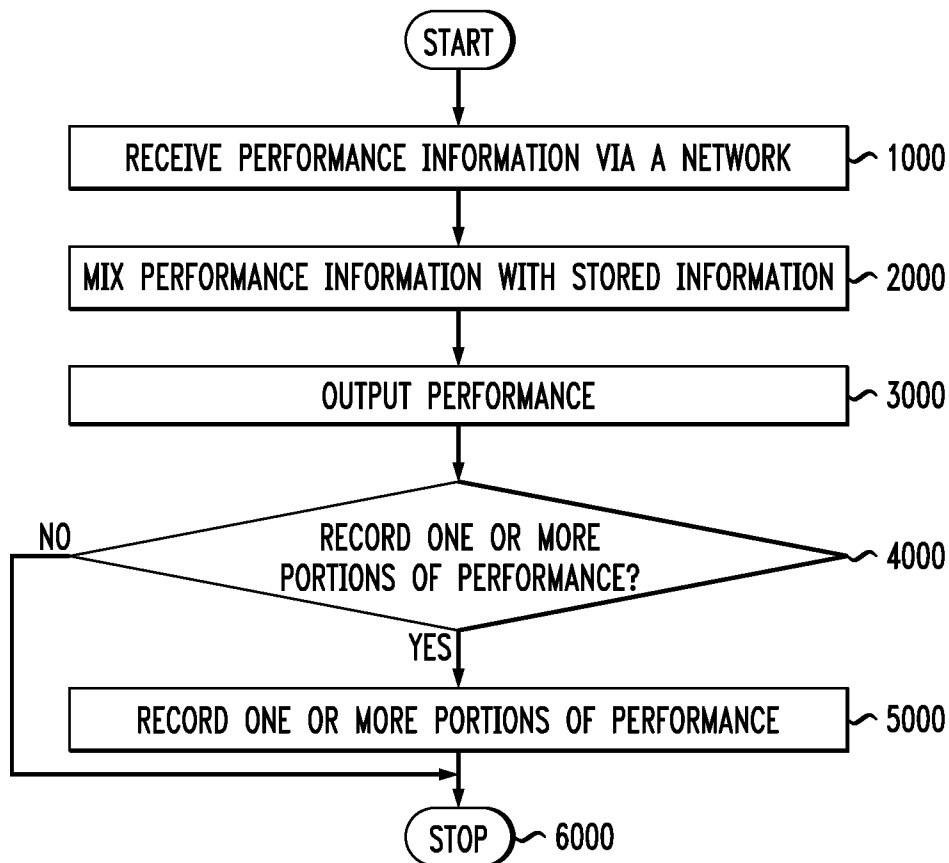 START
RECEIVE PERFORMANCE INFORMATION VIA A NETWORK
1000
MIX PERFORMANCE INFORMATION WITH STORED INFORMATION
2000
OUTPUT PERFORMANCE
3000
NO
RECORD ONE OR MORE
PORTIONS OF PERFORMANCE?
4000
YES
RECORD ONE OR MORE PORTIONS OF PERFORMANCE
5000
STOP
6000